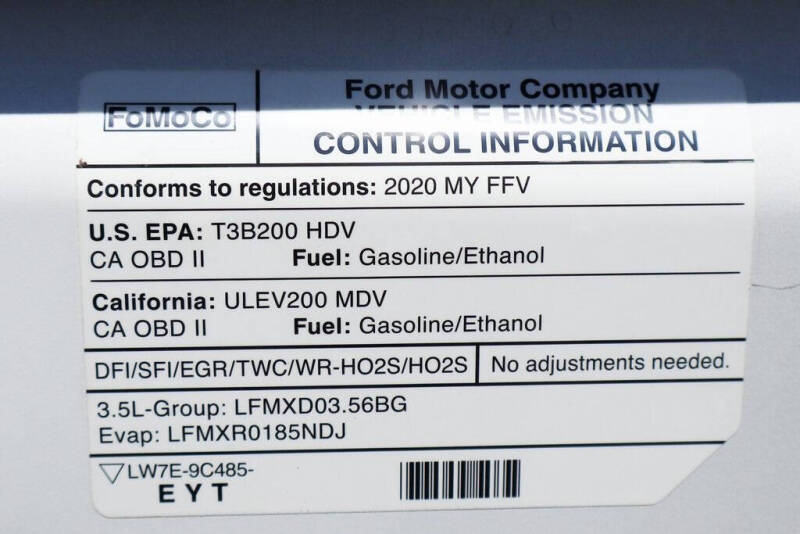 FoMoCo
Ford Motor Company
VEHICLE EMISSION
CONTROL INFORMATION
Conforms to regulations: 2020 MY FFV
U.S. EPA: T3B200 HDV
CA OBD II Fuel: Gasoline/Ethanol
California: ULEV200 MDV
CA OBD II Fuel: Gasoline/Ethanol
DFI/SFI/EGR/TWC/WR-HO2S/HO2S No adjustments needed.
3.5L-Group: LFMXD03.56BG
Evap: LFMXR0185NDJ
LW7E-9C485-
EYT